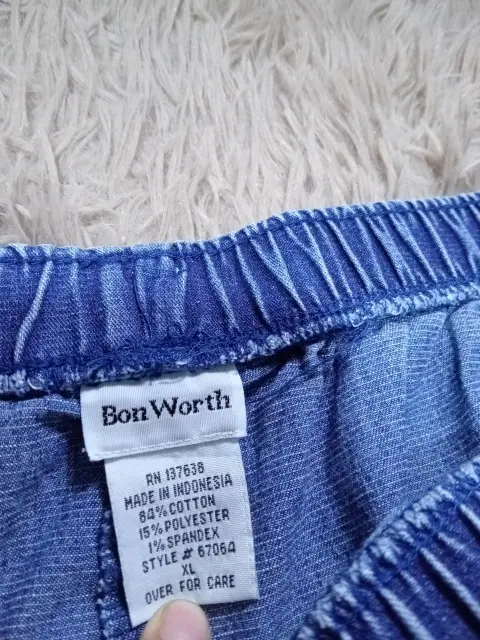 Bon Worth
RN 137638
MADE IN INDONESIA
84% COTTON
15% POLYESTER
1% SPANDEX
STYLE # 67064
XL
OVER FOR CARE